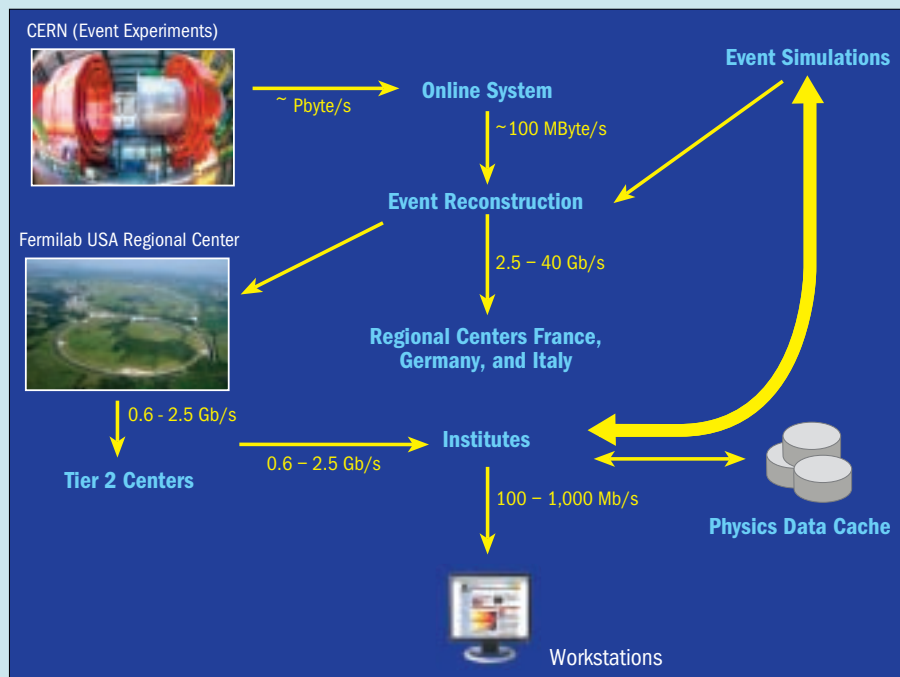 CERN (Event Experiments)
~ Pbyte/s
Online System
Event Simulations
~100 MByte/s
Event Reconstruction
Fermilab USA Regional Center
2.5 – 40 Gb/s
Regional Centers France,
Germany, and Italy
0.6 - 2.5 Gb/s
Tier 2 Centers
0.6 – 2.5 Gb/s
Institutes
100 – 1,000 Mb/s
Physics Data Cache
Workstations